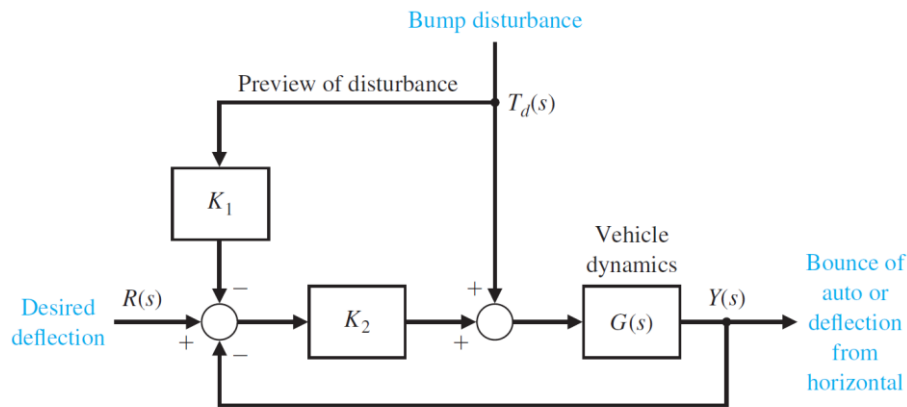 Bump disturbance
Preview of disturbance
T_d(s)
K_1
Vehicle
dynamics
Bounce of
auto or
deflection
from
horizontal
Desired
deflection
R(s)
−
+
−
K_2
+
+
G(s)
Y(s)